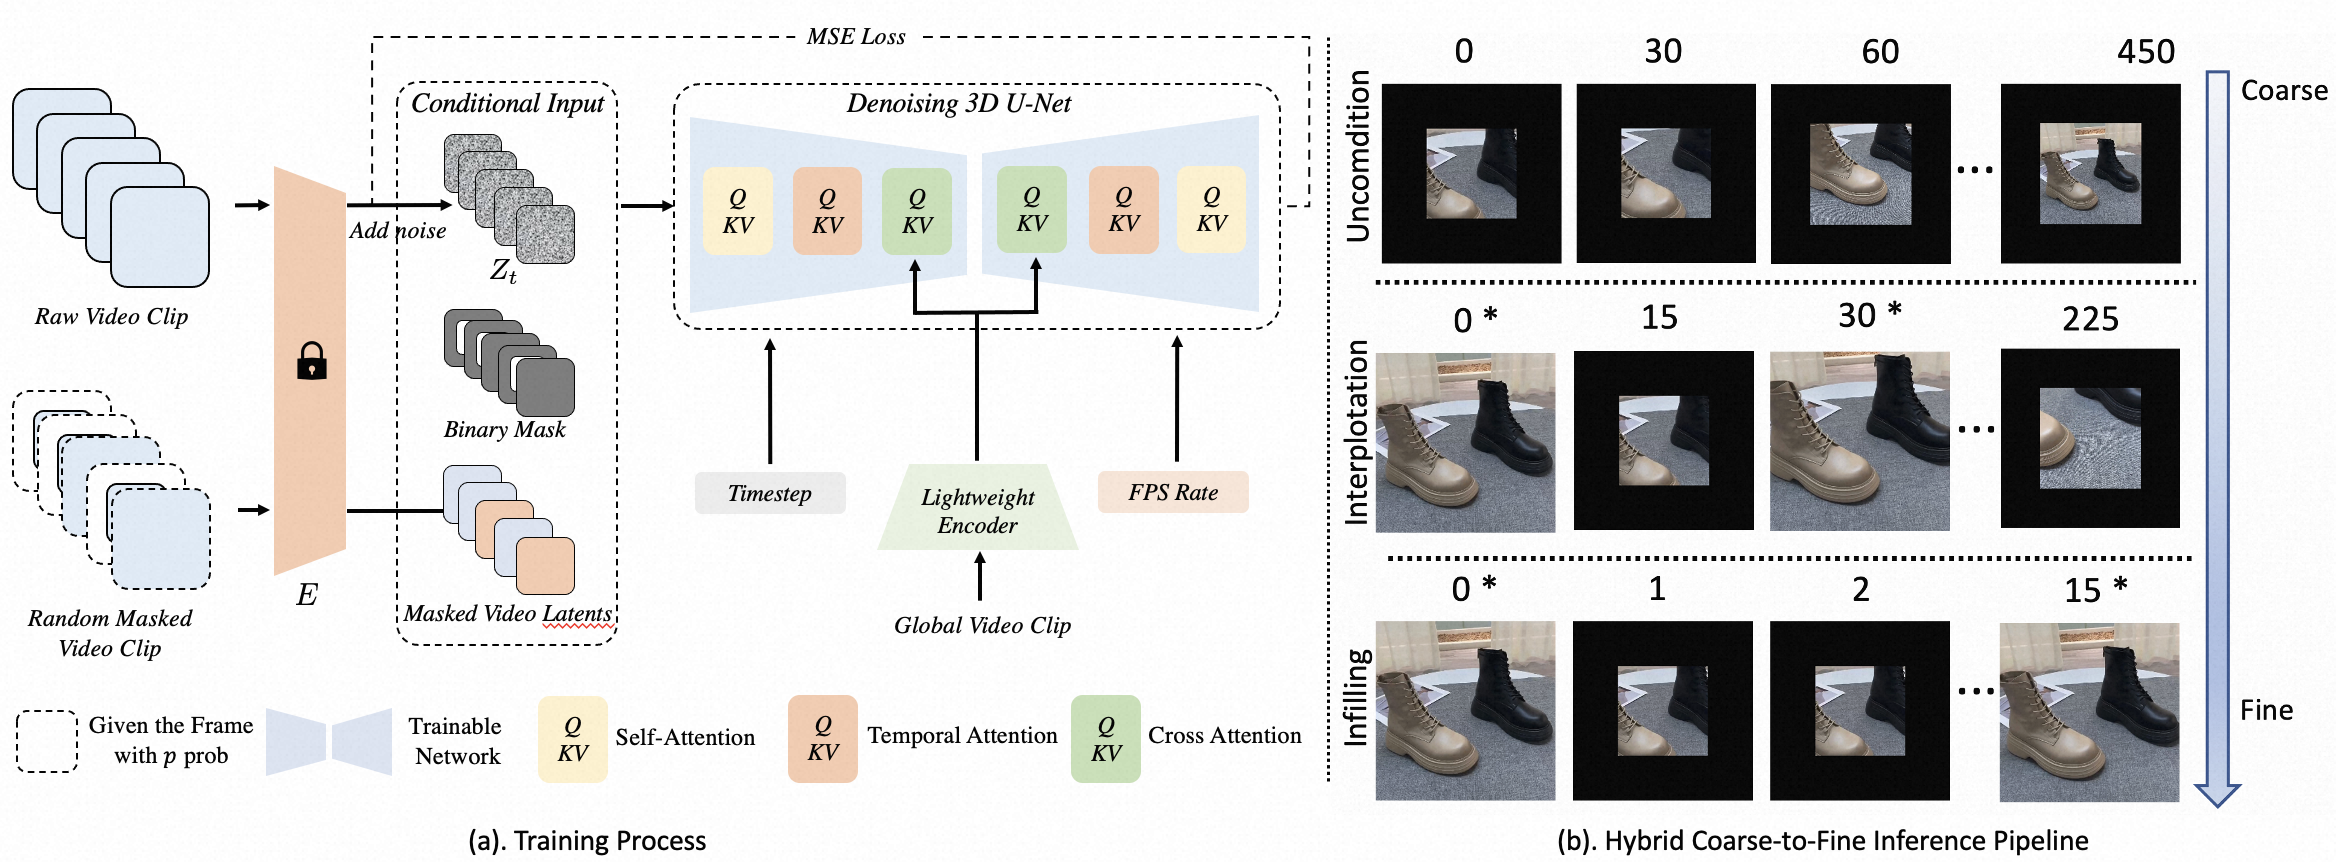 MSE Loss
Conditional Input
Denoising 3D U-Net
Q
KV
Q
KV
Q
KV
Q
KV
Q
KV
Q
KV
Add noise
Z_t
Raw Video Clip
Binary Mask
Timestep
Lightweight
Encoder
FPS Rate
E
Masked Video Latents
Random Masked
Video Clip
Global Video Clip
Given the Frame
with p prob
Trainable
Network
Q
KV
Self-Attention
Q
KV
Temporal Attention
Q
KV
Cross Attention
(a). Training Process
0 30 60 450
Uncomdition
...
Coarse
0 * 15 30 * 225
Interplotation
...
0 * 1 2 15 *
Infilling
...
Fine
(b). Hybrid Coarse-to-Fine Inference Pipeline